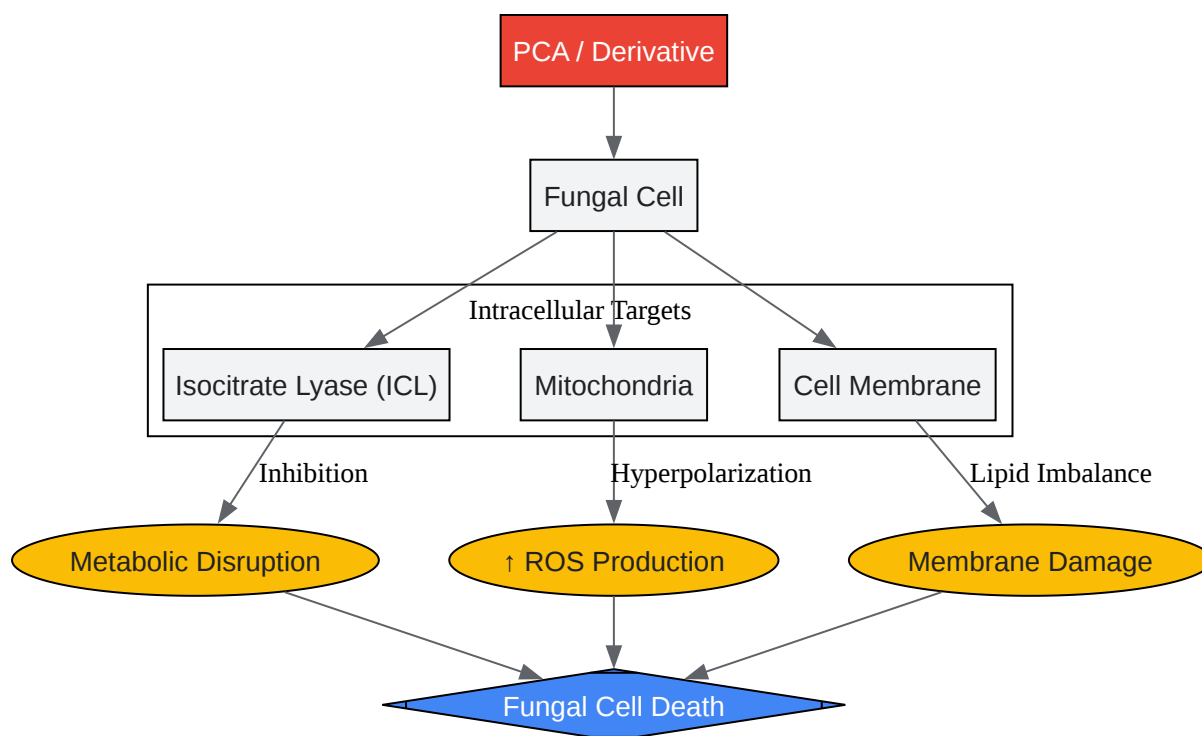 PCA / Derivative
Fungal Cell
Intracellular Targets
Isocitrate Lyase (ICL)
Mitochondria
Cell Membrane
Inhibition
Hyperpolarization
Lipid Imbalance
Metabolic Disruption
↑ ROS Production
Membrane Damage
Fungal Cell Death